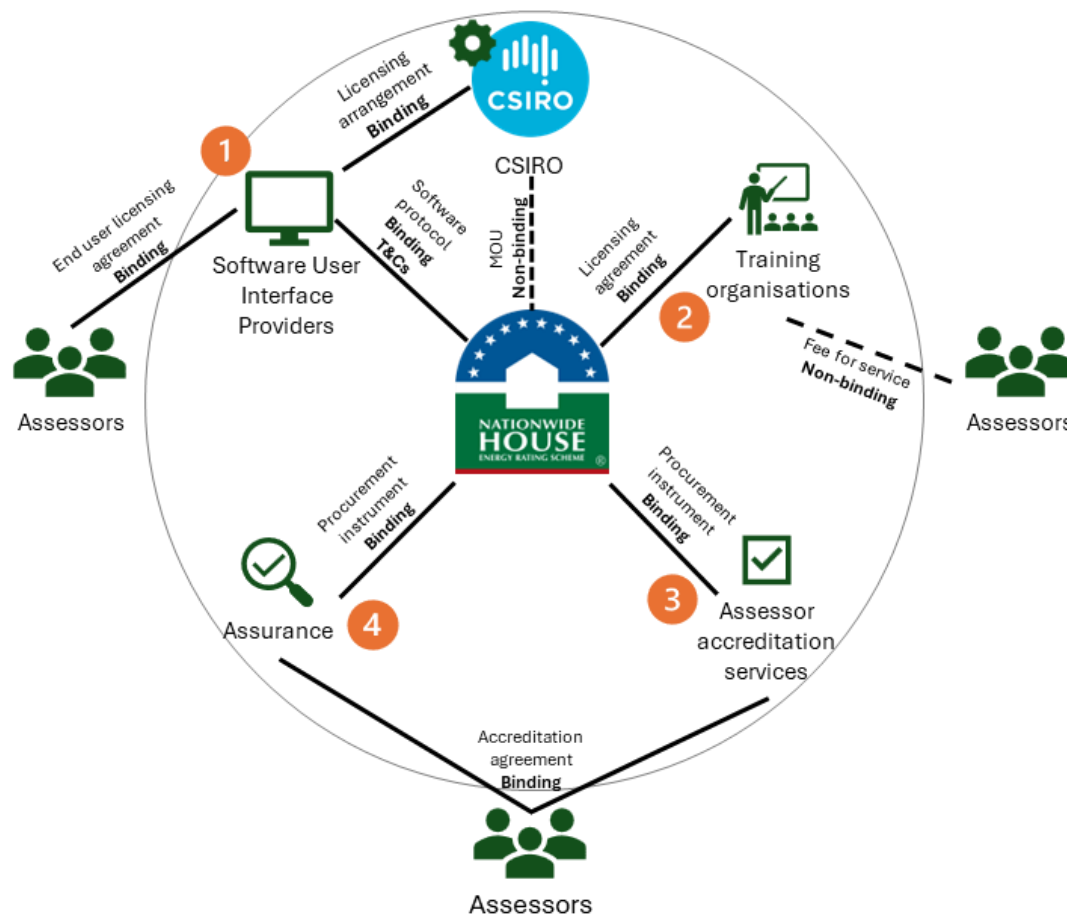 CSIRO
CSIRO
Licensing
arrangement
Binding
1
End user licensing
agreement
Binding
Software User
Interface
Providers
Software
protocol
Binding
T&Cs
MOU
Non-binding
Licensing
agreement
Binding
2
Training
organisations
Fee for service
Non-binding
Assessors
Assessors
NATIONWIDE
HOUSE
ENERGY RATING SCHEME
®
Procurement
instrument
Binding
Procurement
instrument
Binding
Assurance
4
3
Assessor
accreditation
services
Accreditation
agreement
Binding
Assessors